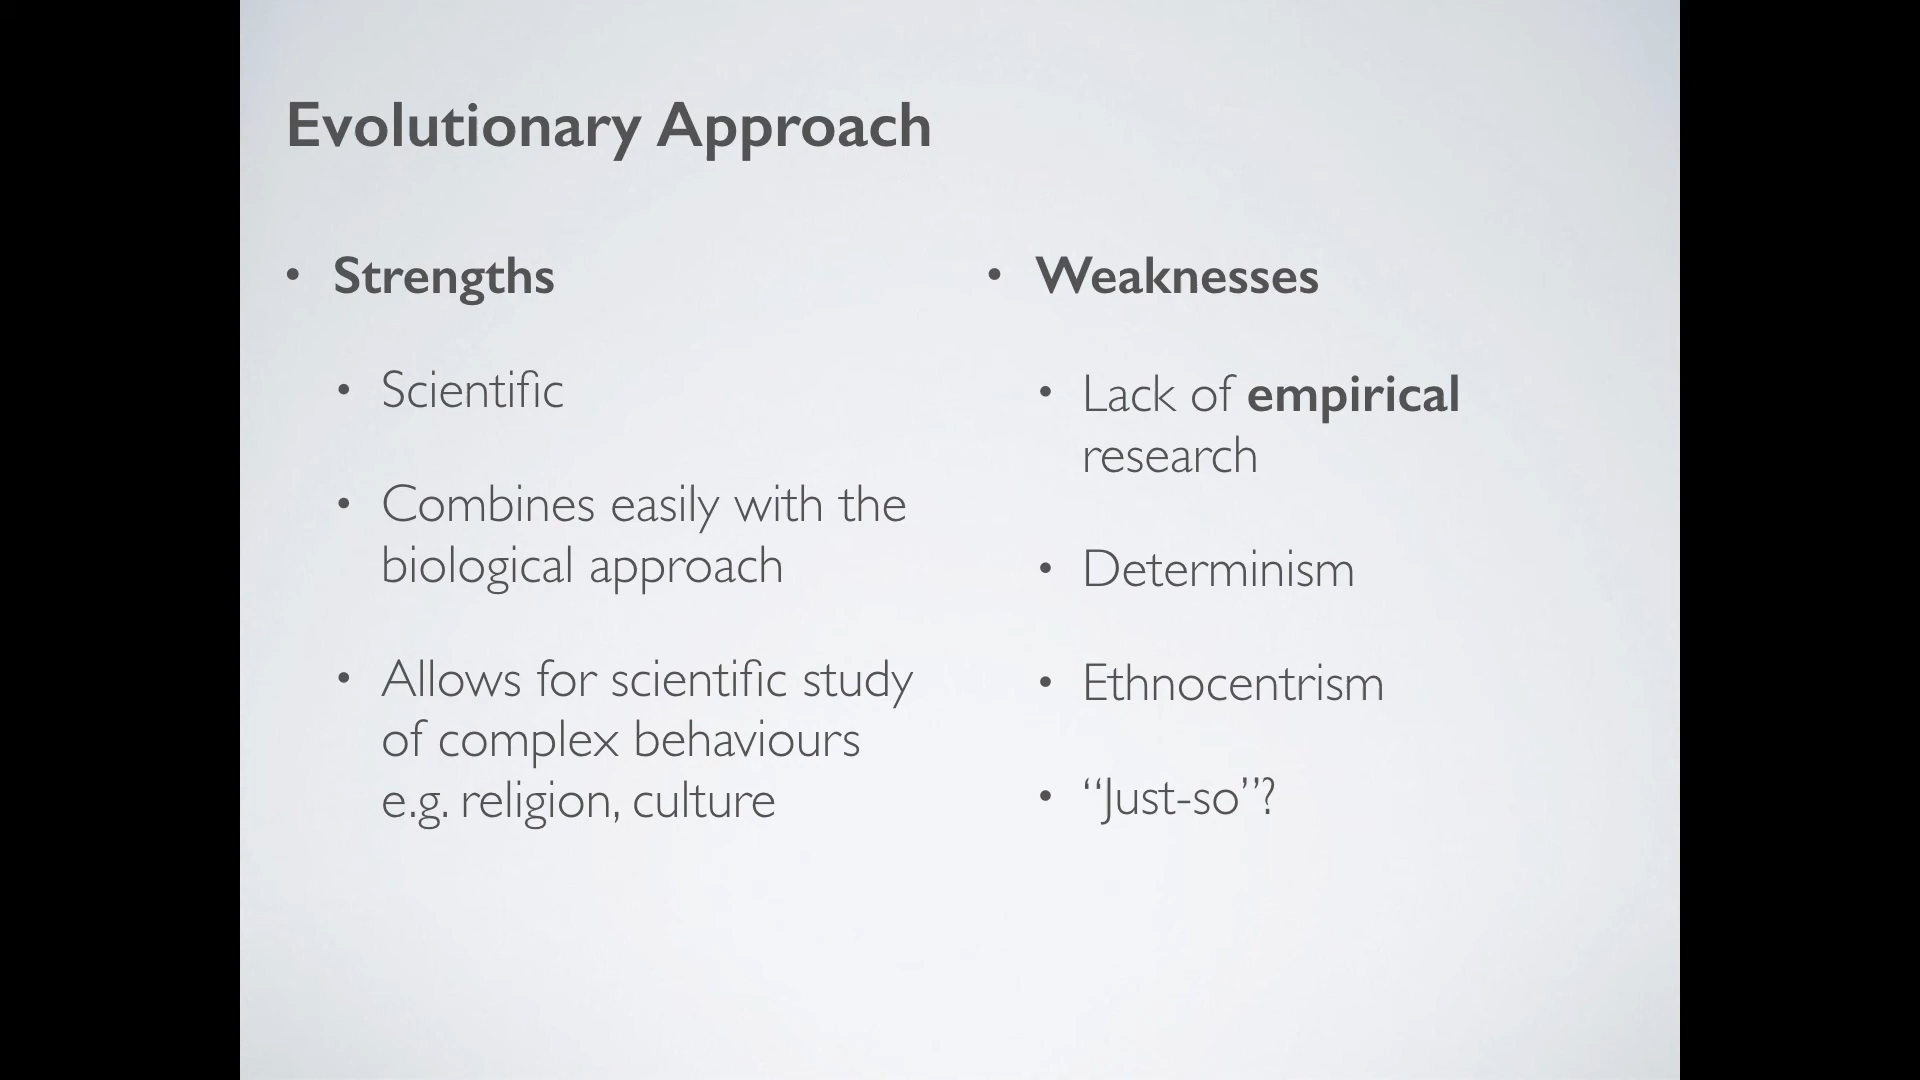 Evolutionary Approach
• Strengths
• Scientific
• Combines easily with the
biological approach
• Allows for scientific study
of complex behaviours
e.g. religion, culture
• Weaknesses
• Lack of empirical
research
• Determinism
• Ethnocentrism
• “Just-so”?